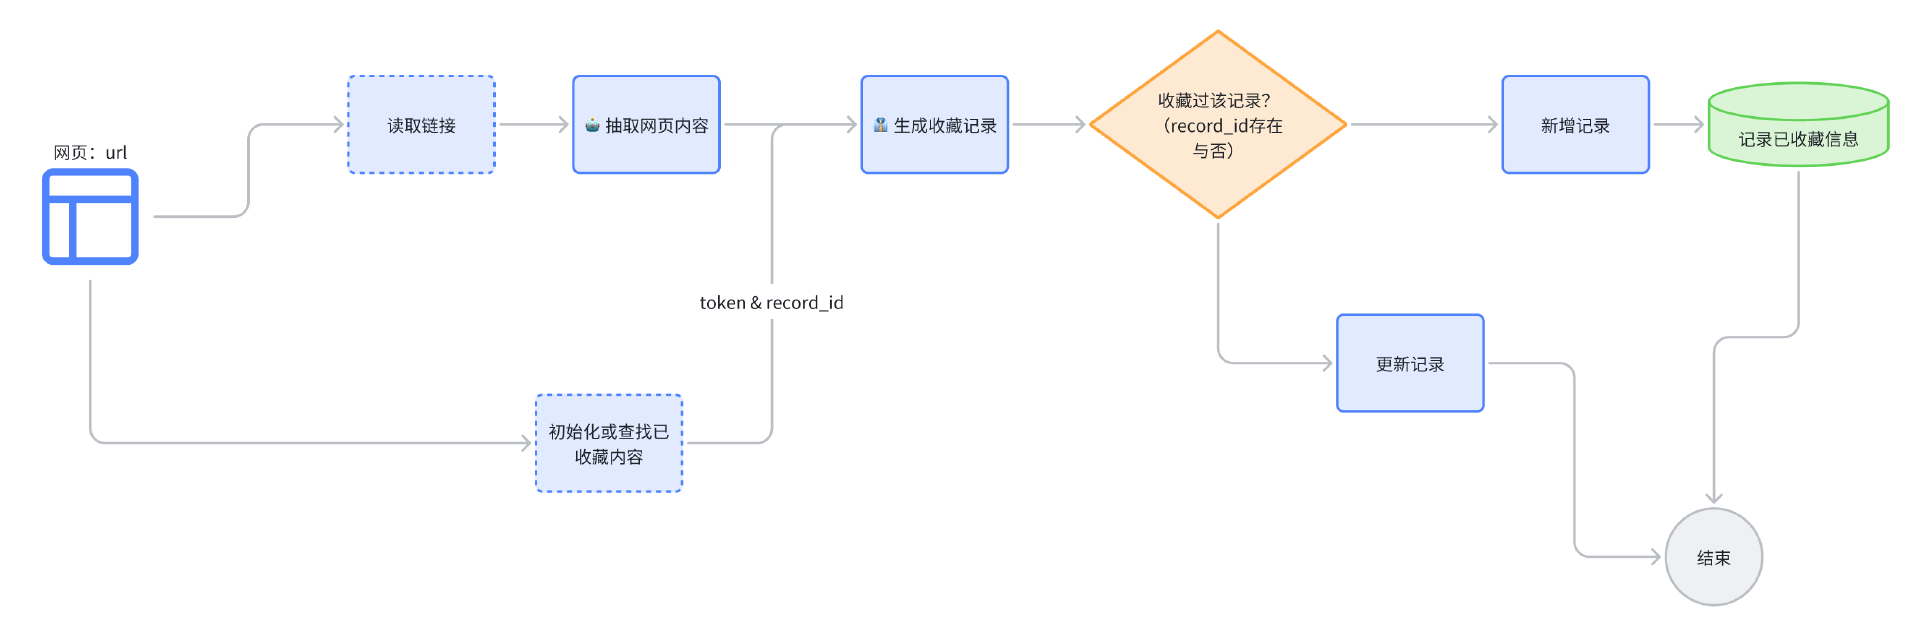 网页：url
读取链接
抽取网页内容
生成收藏记录
收藏过该记录？
（record_id存在
与否）
新增记录
记录已收藏信息
token & record_id
更新记录
初始化或查找已
收藏内容
结束